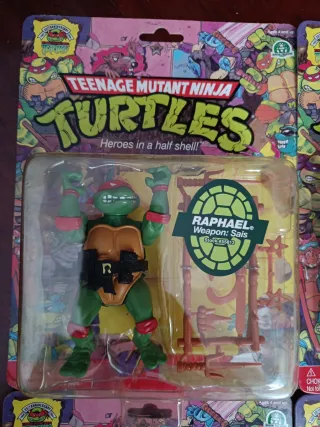 TEENAGE MUTANT NINJA
TURTLES
Heroes in a half shell!
RAPHAEL®
Weapon: Sais
R